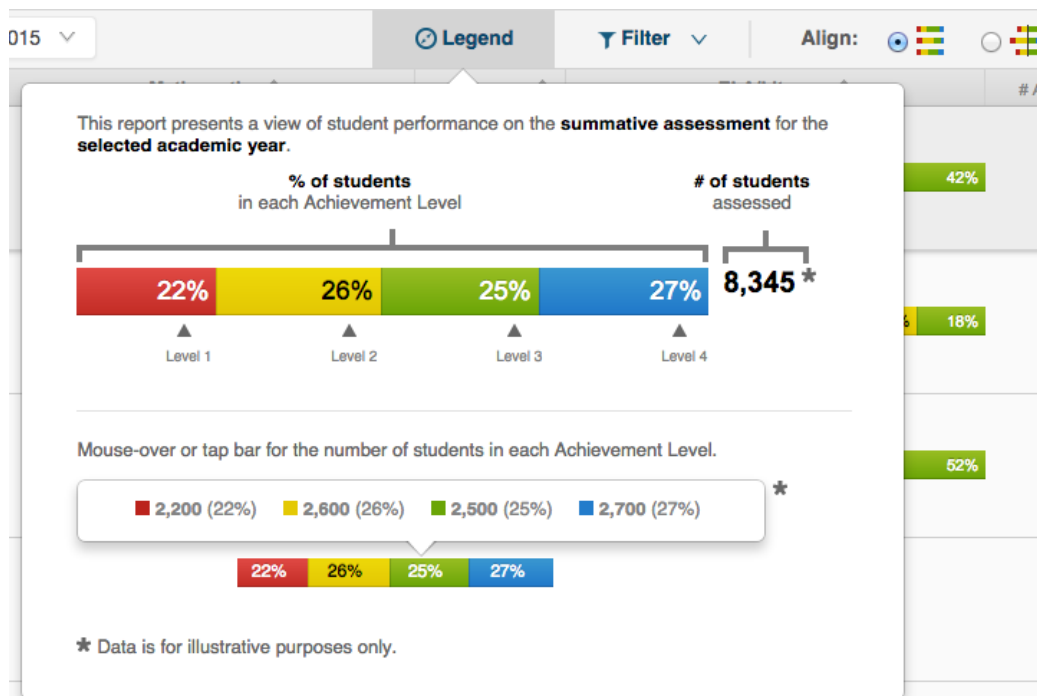 015 Legend Filter Align:
# A
This report presents a view of student performance on the summative assessment for the
selected academic year.
% of students # of students
in each Achievement Level assessed
42%
22% 26% 25% 27% 8,345 *
18%
Level 1 Level 2 Level 3 Level 4
Mouse-over or tap bar for the number of students in each Achievement Level.
52%
2,200 (22%) 2,600 (26%) 2,500 (25%) 2,700 (27%) *
22% 26% 25% 27%
* Data is for illustrative purposes only.